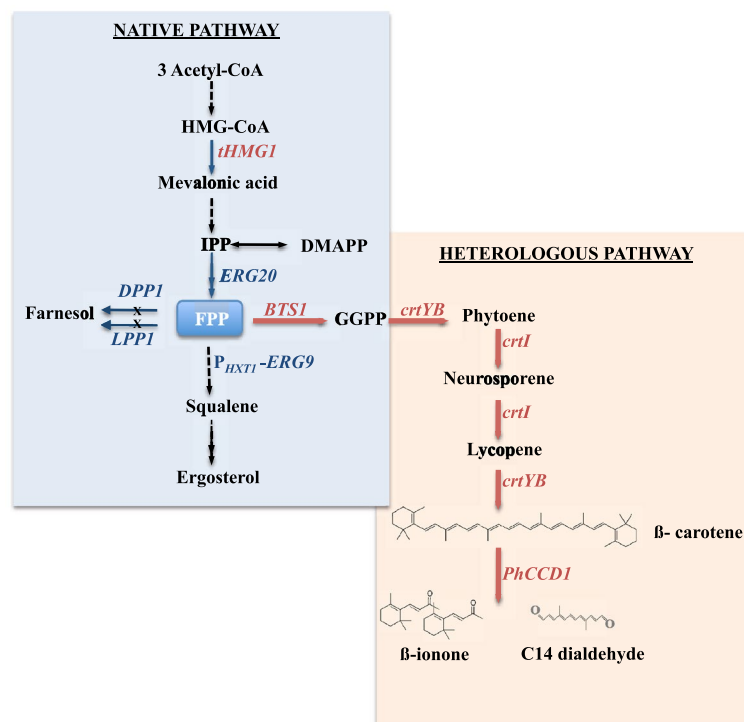 NATIVE PATHWAY
3 Acetyl-CoA
HMG-CoA
tHMG1
Mevalonic acid
IPP
DMAPP
ERG20
DPP1
Farnesol
x
x
LPP1
FPP
BTS1
GGPP
PHXT1-ERG9
Squalene
Ergosterol
HETEROLOGOUS PATHWAY
crtYB
Phytoene
crtI
Neurosporene
crtI
Lycopene
crtYB
ß- carotene
PhCCD1
O
O
O
O
ß-ionone
C14 dialdehyde